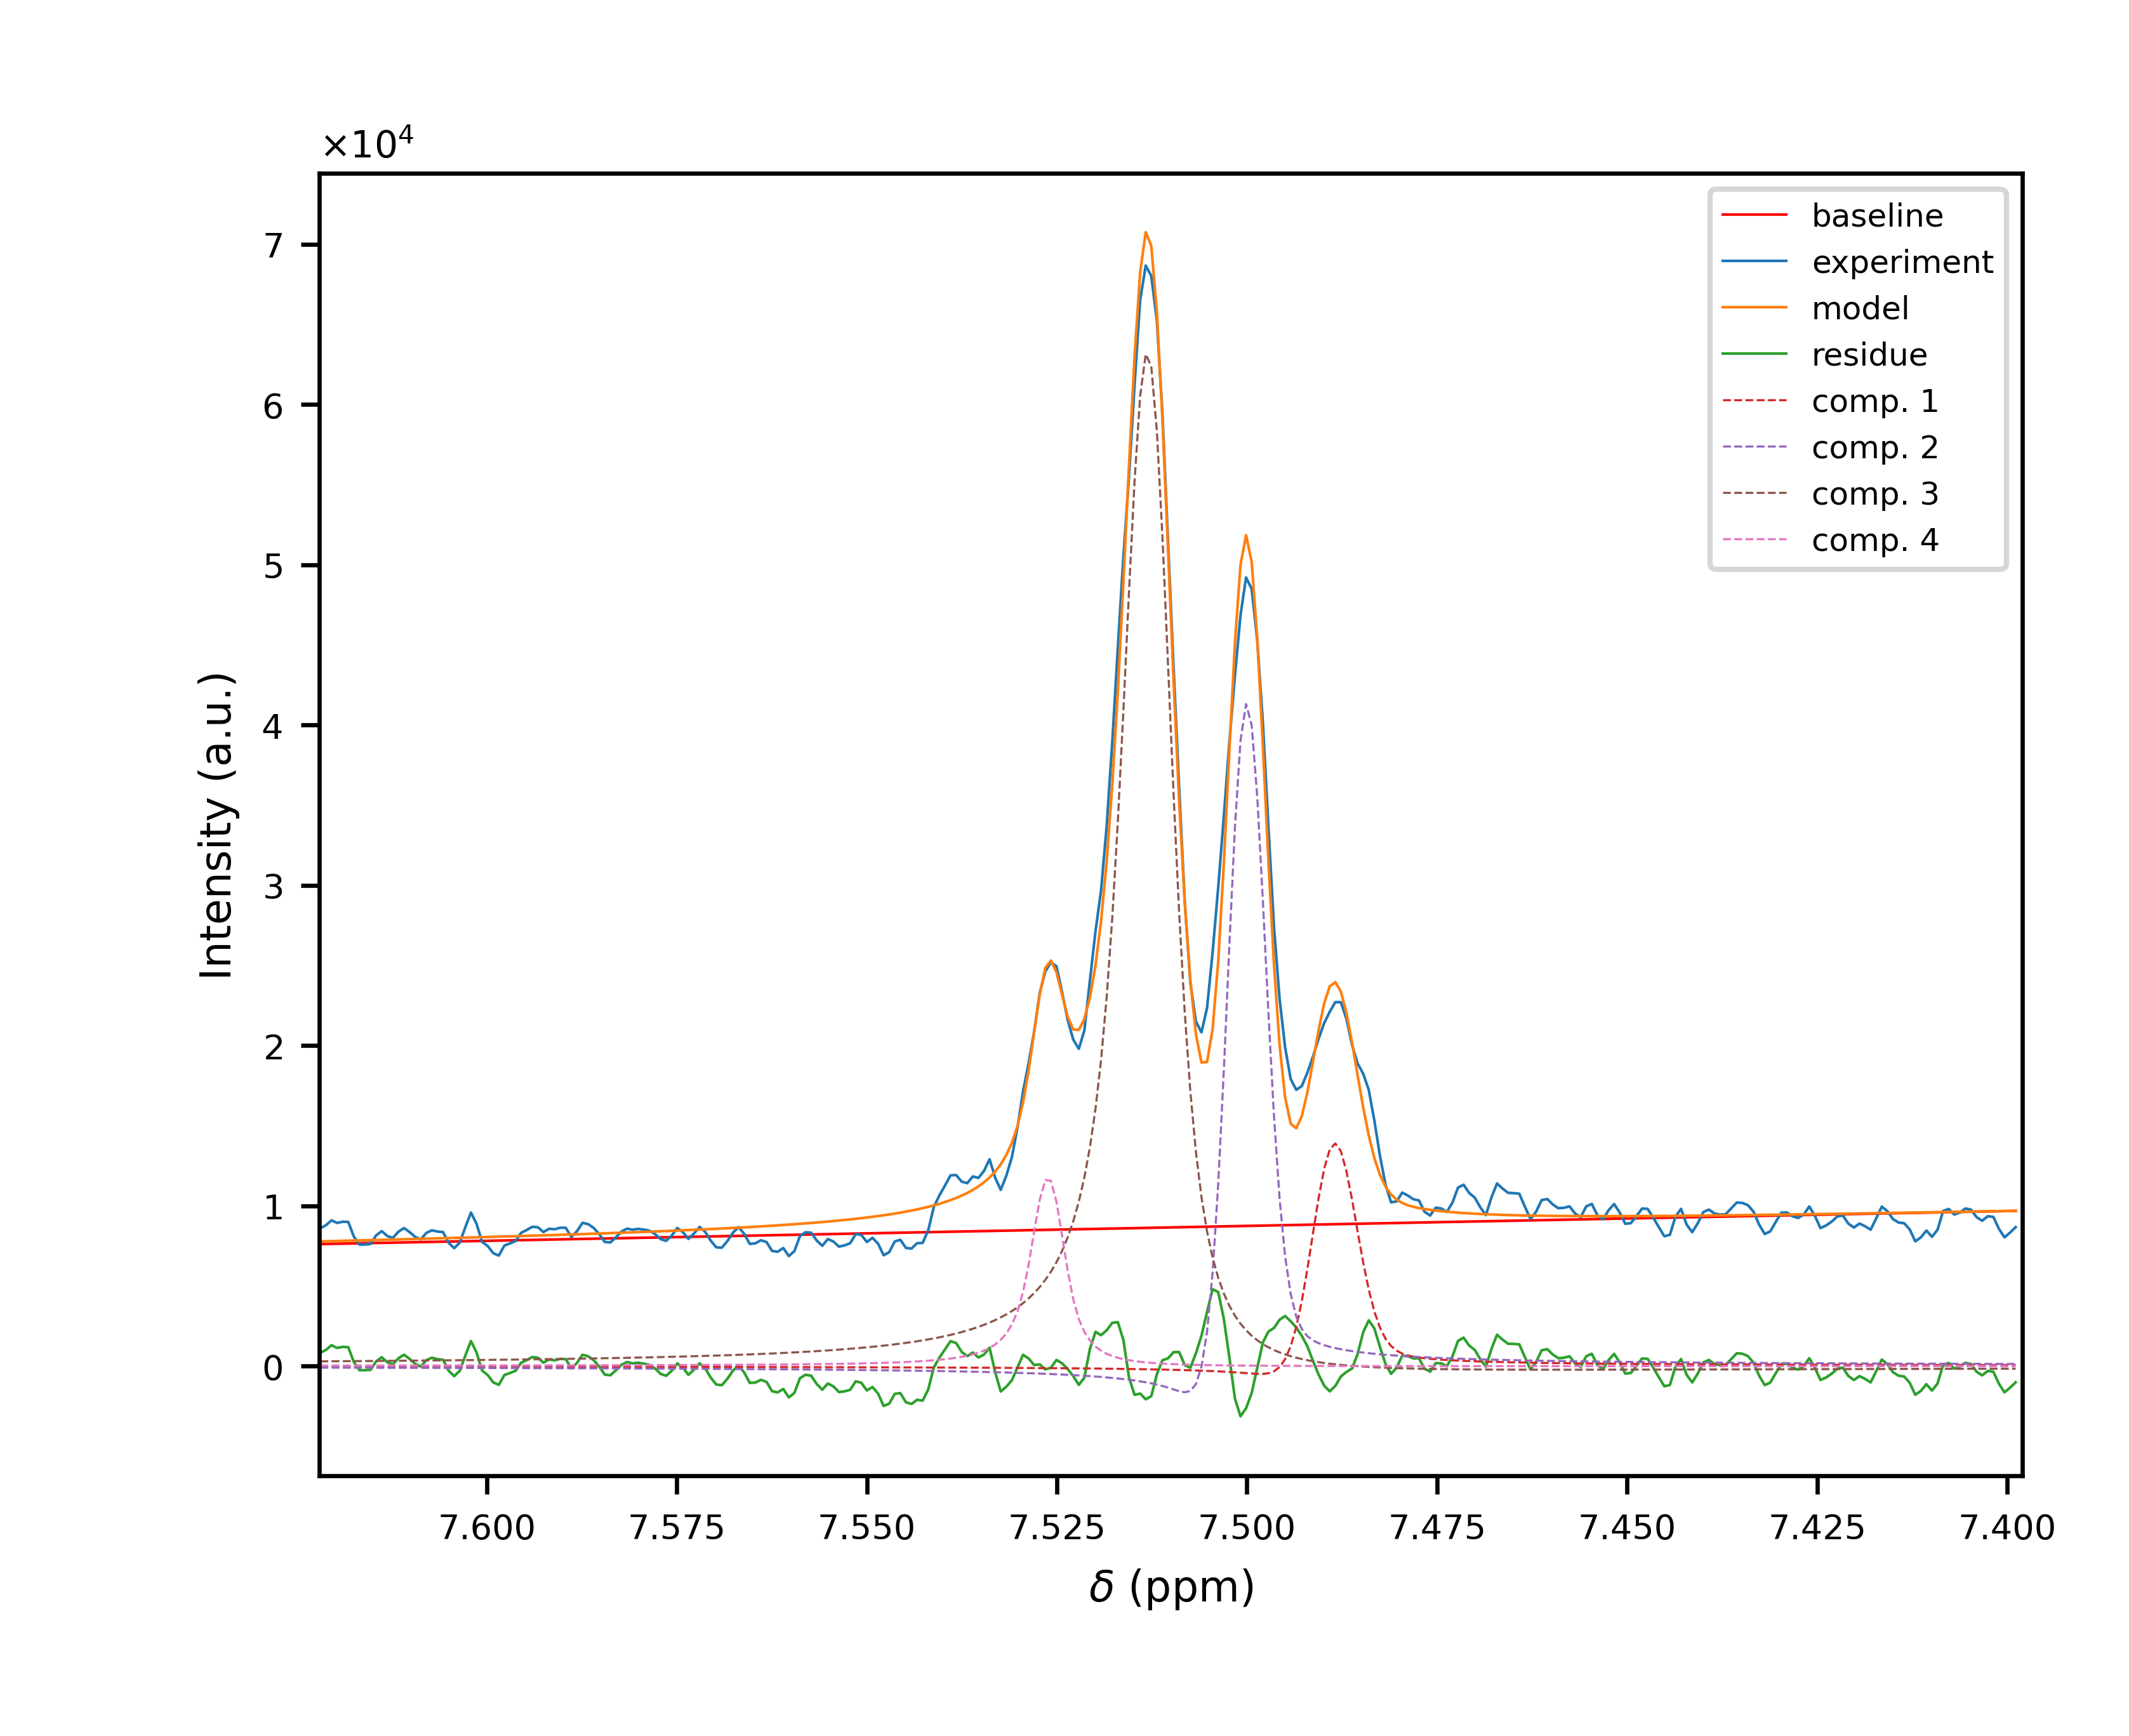 ×10⁴
7
6
5
4
3
2
1
0
Intensity (a.u.)
baseline
experiment
model
residue
comp. 1
comp. 2
comp. 3
comp. 4
7.600 7.575 7.550 7.525 7.500 7.475 7.450 7.425 7.400
δ (ppm)